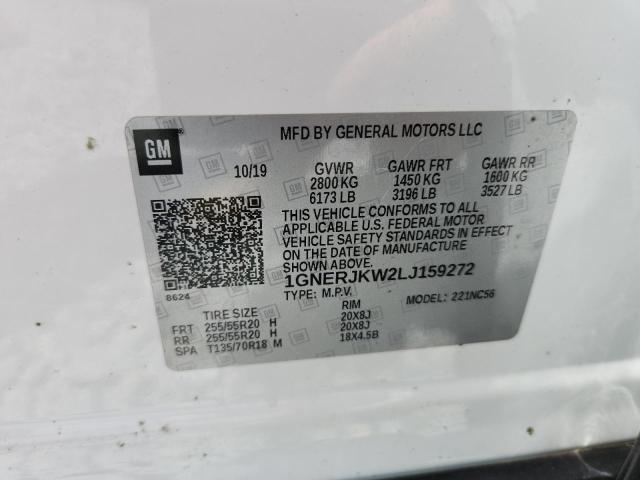 GM
MFD BY GENERAL MOTORS LLC
10/19 GVWR GAWR FRT GAWR RR
2800 KG 1450 KG 1600 KG
6173 LB 3196 LB 3527 LB
THIS VEHICLE CONFORMS TO ALL
APPLICABLE U.S. FEDERAL MOTOR
VEHICLE SAFETY STANDARDS IN EFFECT
ON THE DATE OF MANUFACTURE
SHOWN ABOVE.
1GNERJKW2LJ159272
8624
TYPE: M.P.V. MODEL: 221NC56
TIRE SIZE RIM
FRT 255/55R20 H 20X8J
RR 255/55R20 H 20X8J
SPA T135/70R18 M 18X4.5B